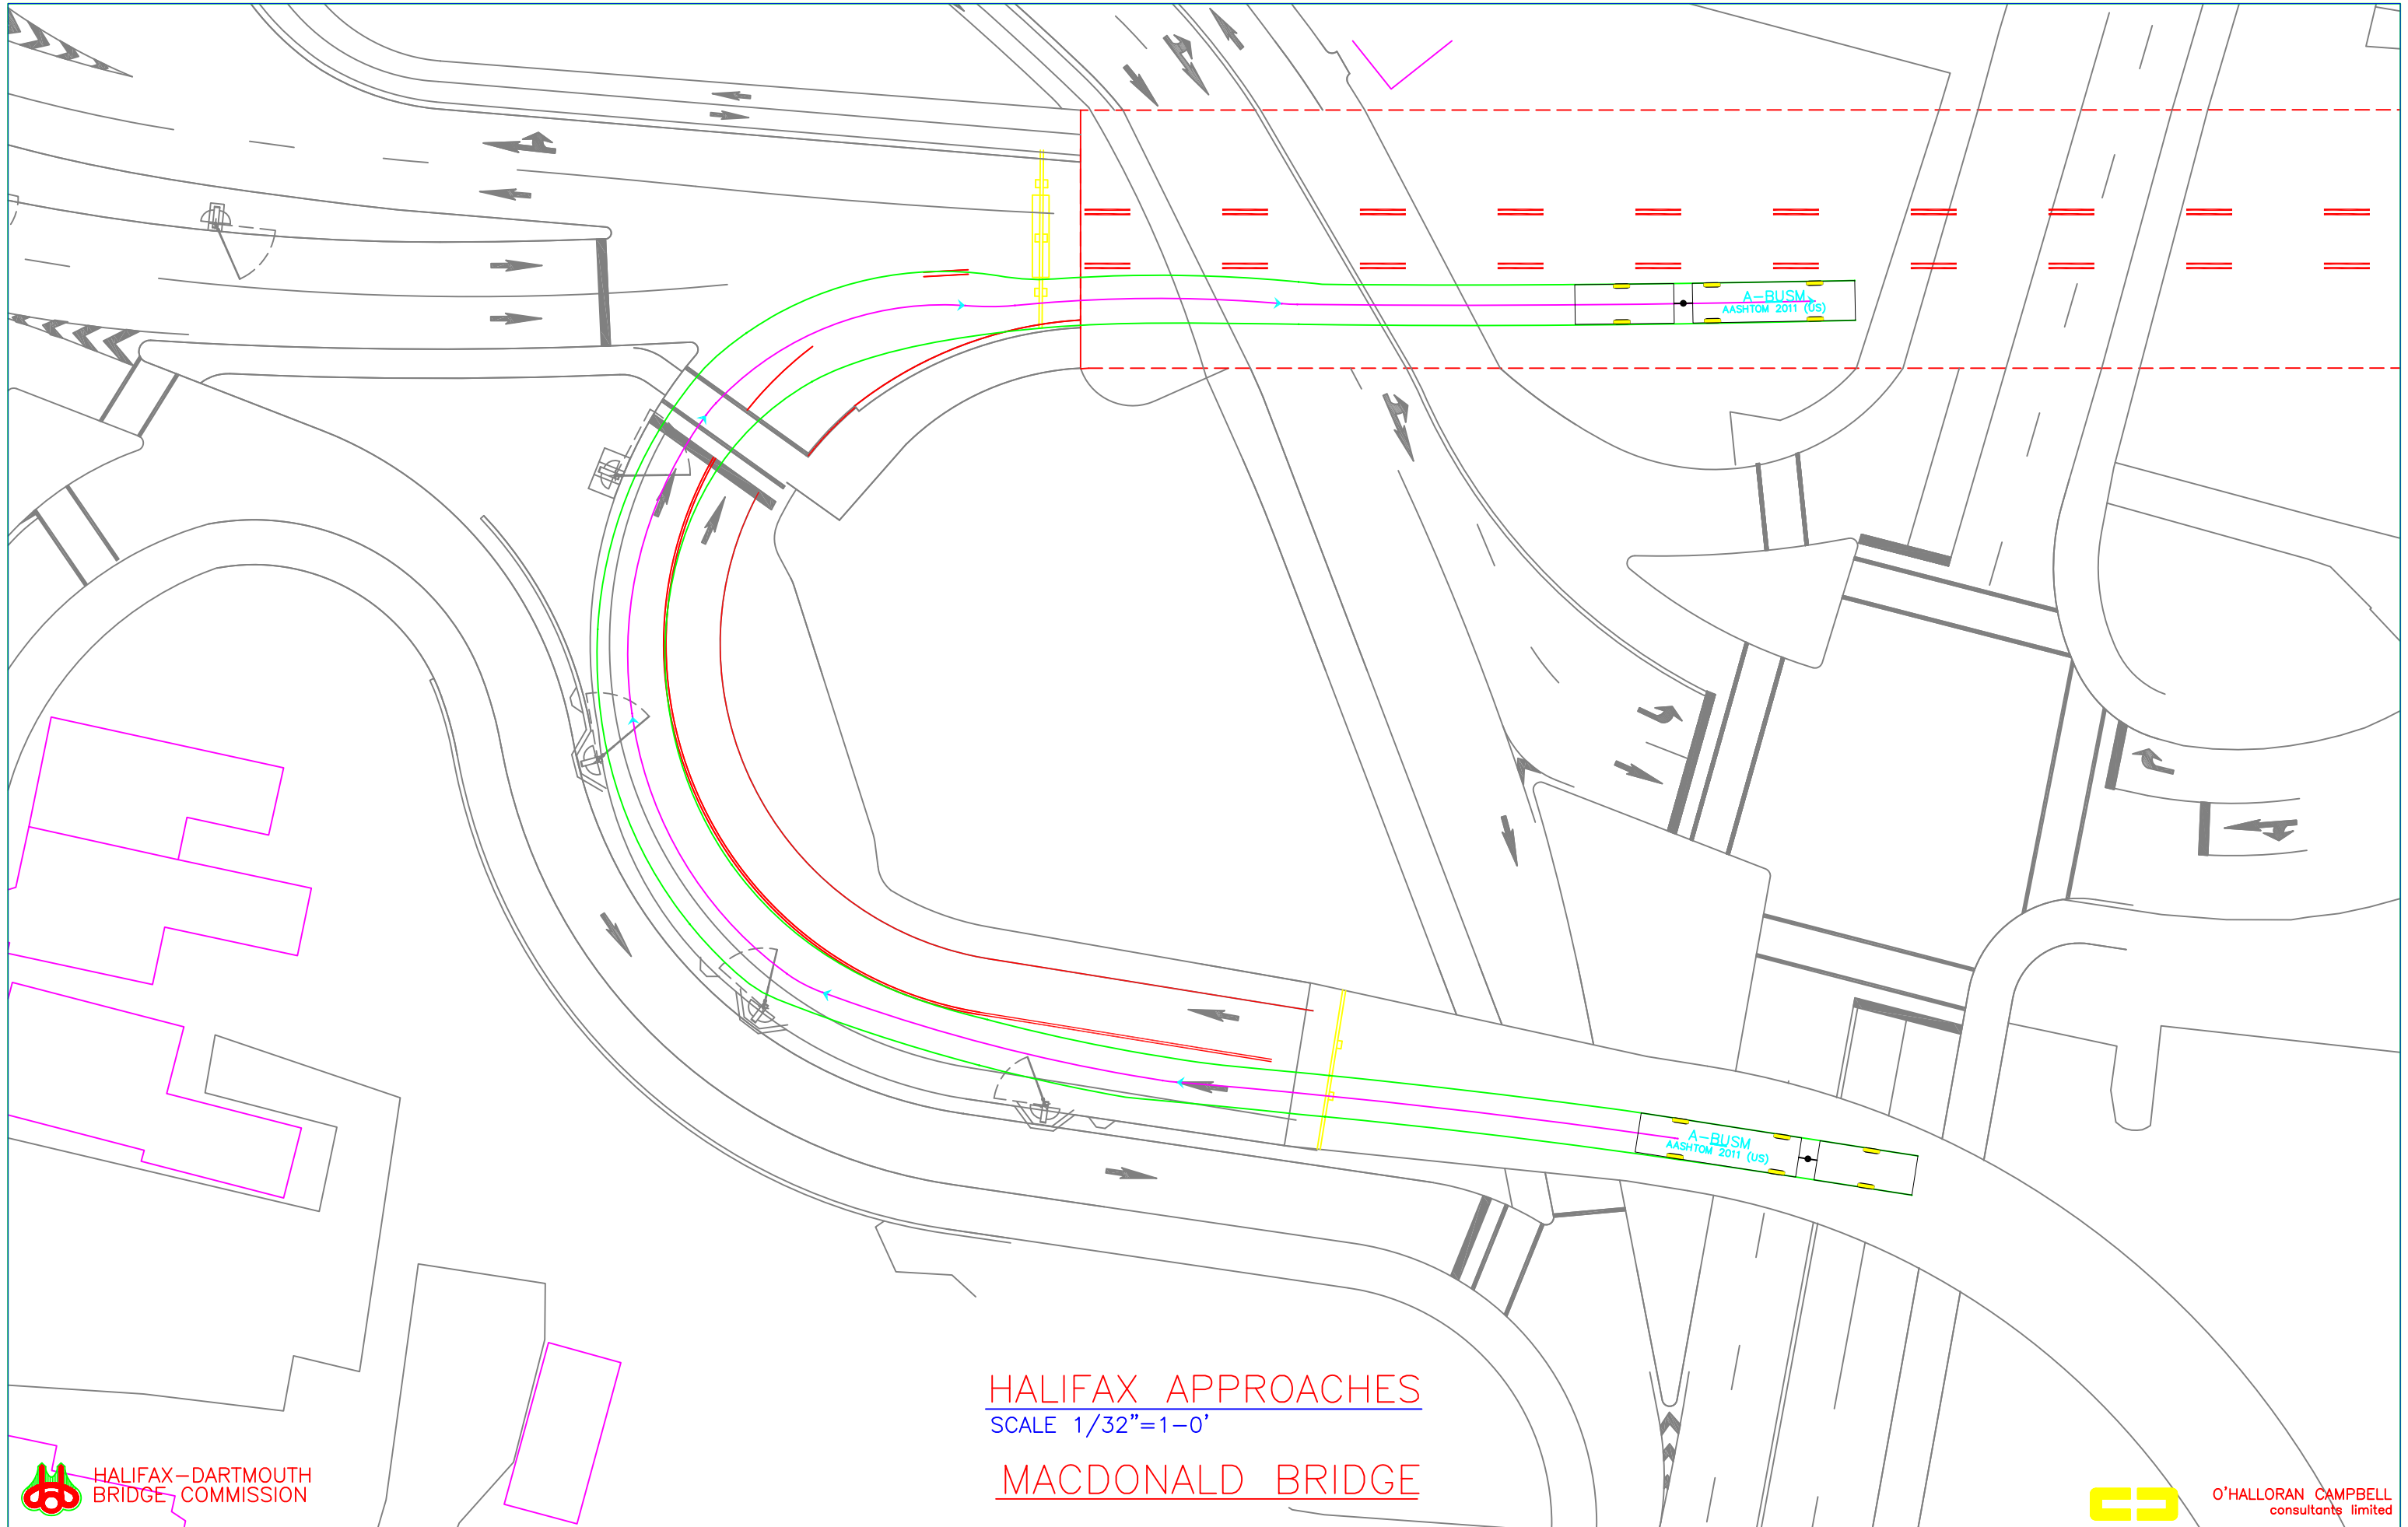 A-BUSM
AASHTOM 2011 (US)
A-BUSM
AASHTOM 2011 (US)
HALIFAX APPROACHES
SCALE 1/32"=1-0'
MACDONALD BRIDGE
HALIFAX-DARTMOUTH
BRIDGE COMMISSION
O'HALLORAN CAMPBELL
consultants limited